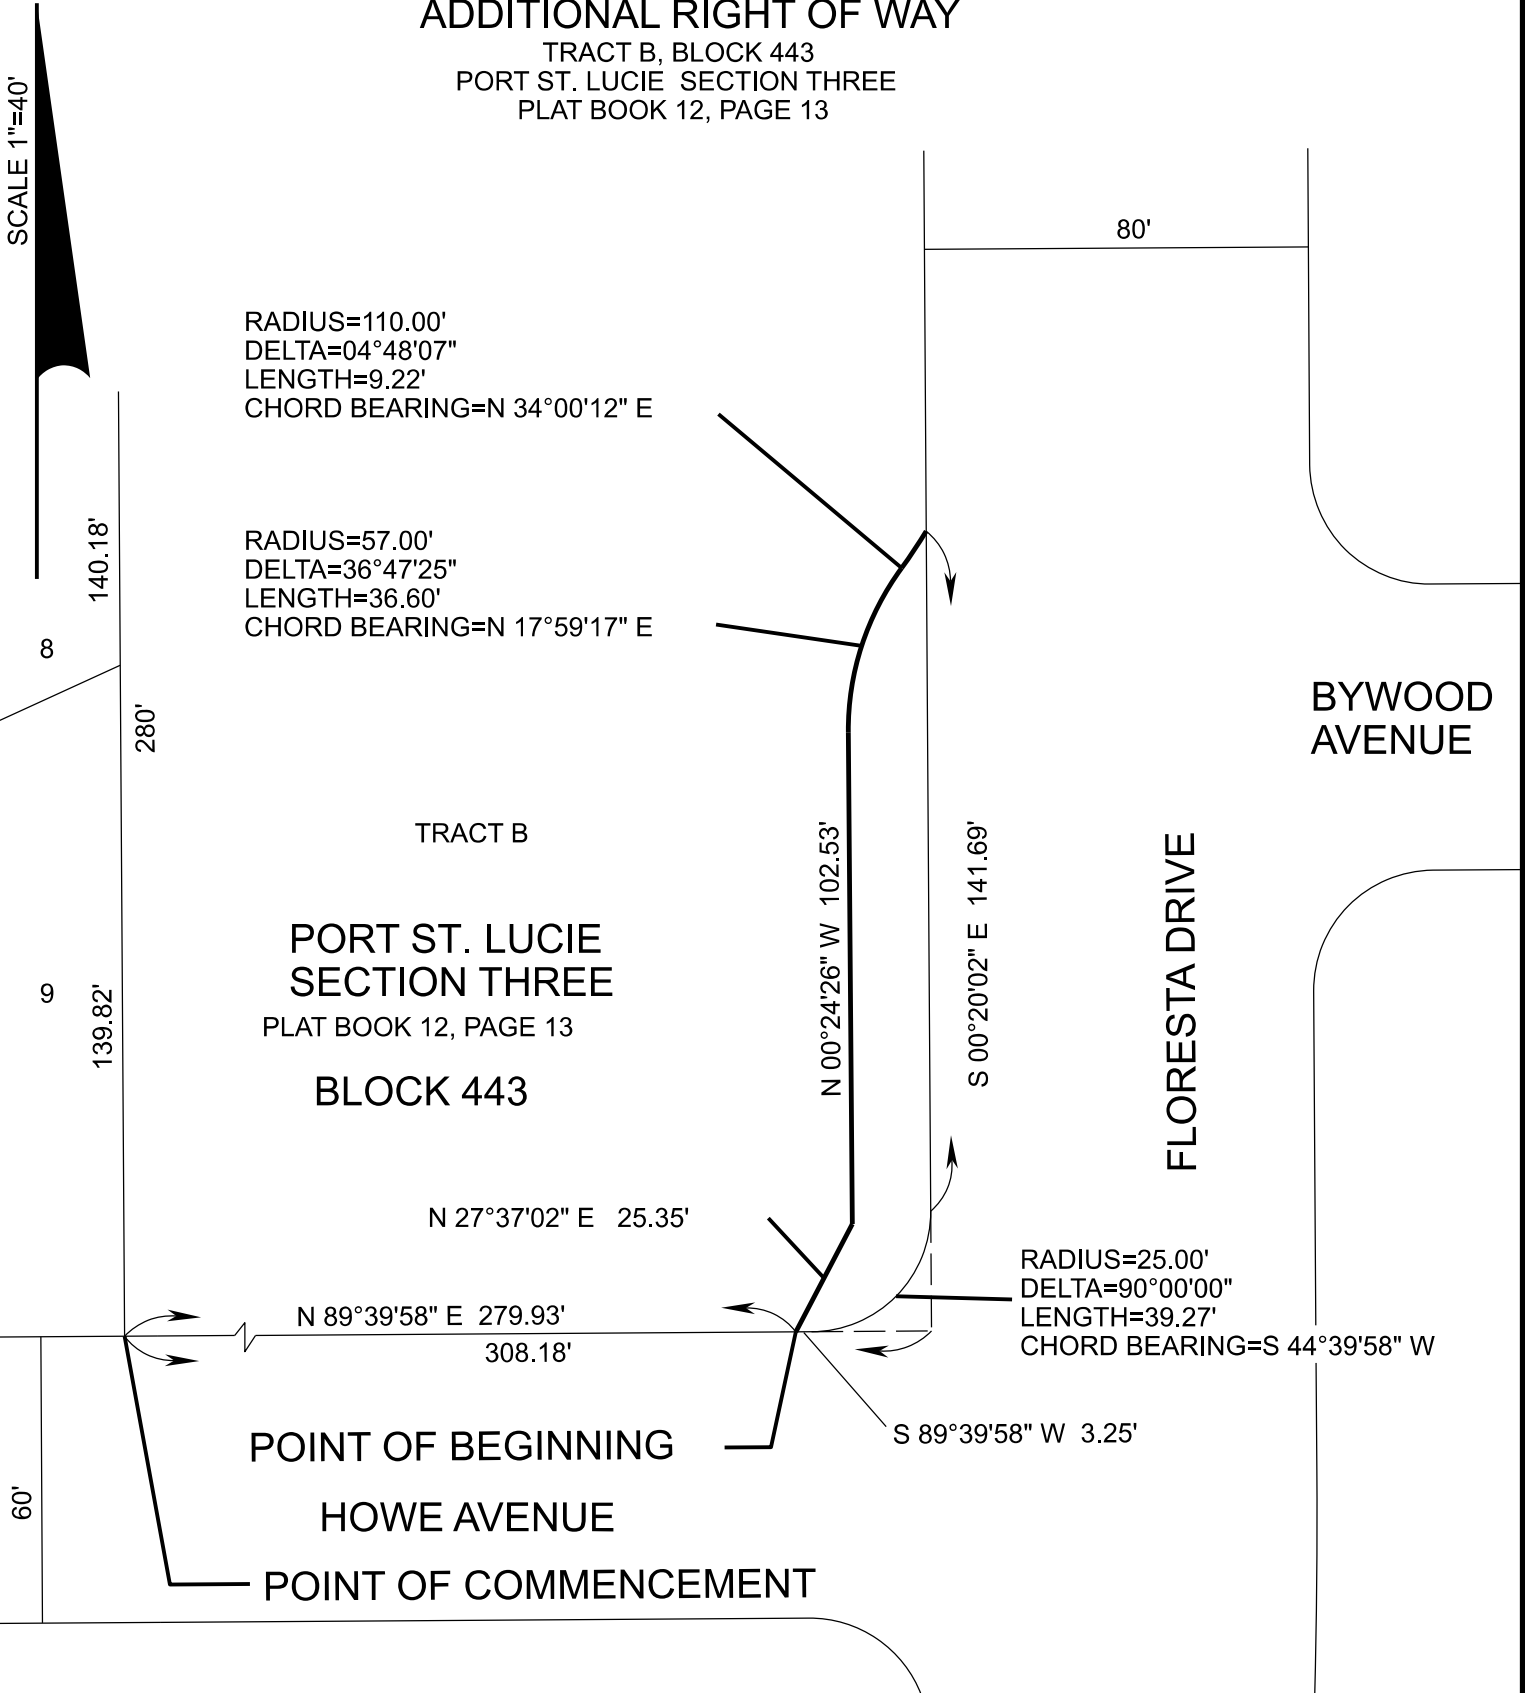 ADDITIONAL RIGHT OF WAY
TRACT B, BLOCK 443
PORT ST. LUCIE SECTION THREE
PLAT BOOK 12, PAGE 13
SCALE 1"=40'
80'
RADIUS=110.00'
DELTA=04°48'07"
LENGTH=9.22'
CHORD BEARING=N 34°00'12" E
RADIUS=57.00'
DELTA=36°47'25"
LENGTH=36.60'
CHORD BEARING=N 17°59'17" E
140.18'
8
280'
BYWOOD
AVENUE
TRACT B
PORT ST. LUCIE
SECTION THREE
PLAT BOOK 12, PAGE 13
BLOCK 443
9
139.82'
N 00°24'26" W 102.53'
S 00°20'02" E 141.69'
FLORESTA DRIVE
N 27°37'02" E 25.35'
RADIUS=25.00'
DELTA=90°00'00"
LENGTH=39.27'
CHORD BEARING=S 44°39'58" W
N 89°39'58" E 279.93'
308.18'
S 89°39'58" W 3.25'
POINT OF BEGINNING
60'
HOWE AVENUE
POINT OF COMMENCEMENT